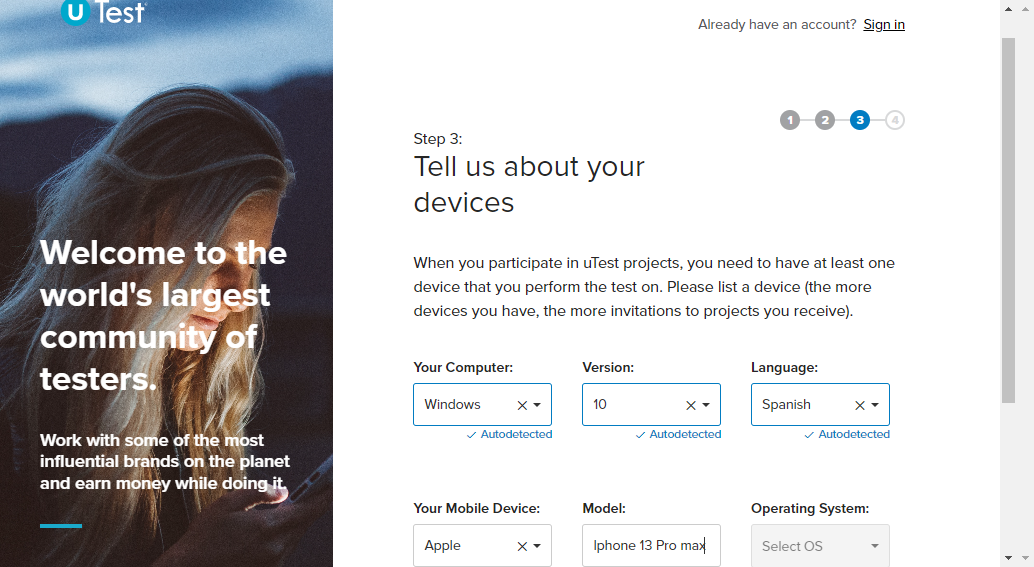 U Test
Already have an account? Sign in
1 2 3 4
Step 3:
Tell us about your
devices
Welcome to the
world's largest
community of
testers.
Work with some of the most
influential brands on the planet
and earn money while doing it.
When you participate in uTest projects, you need to have at least one
device that you perform the test on. Please list a device (the more
devices you have, the more invitations to projects you receive).
Your Computer: Version: Language:
Windows 10 Spanish
Autodetected Autodetected Autodetected
Your Mobile Device: Model: Operating System:
Apple Iphone 13 Pro max Select OS